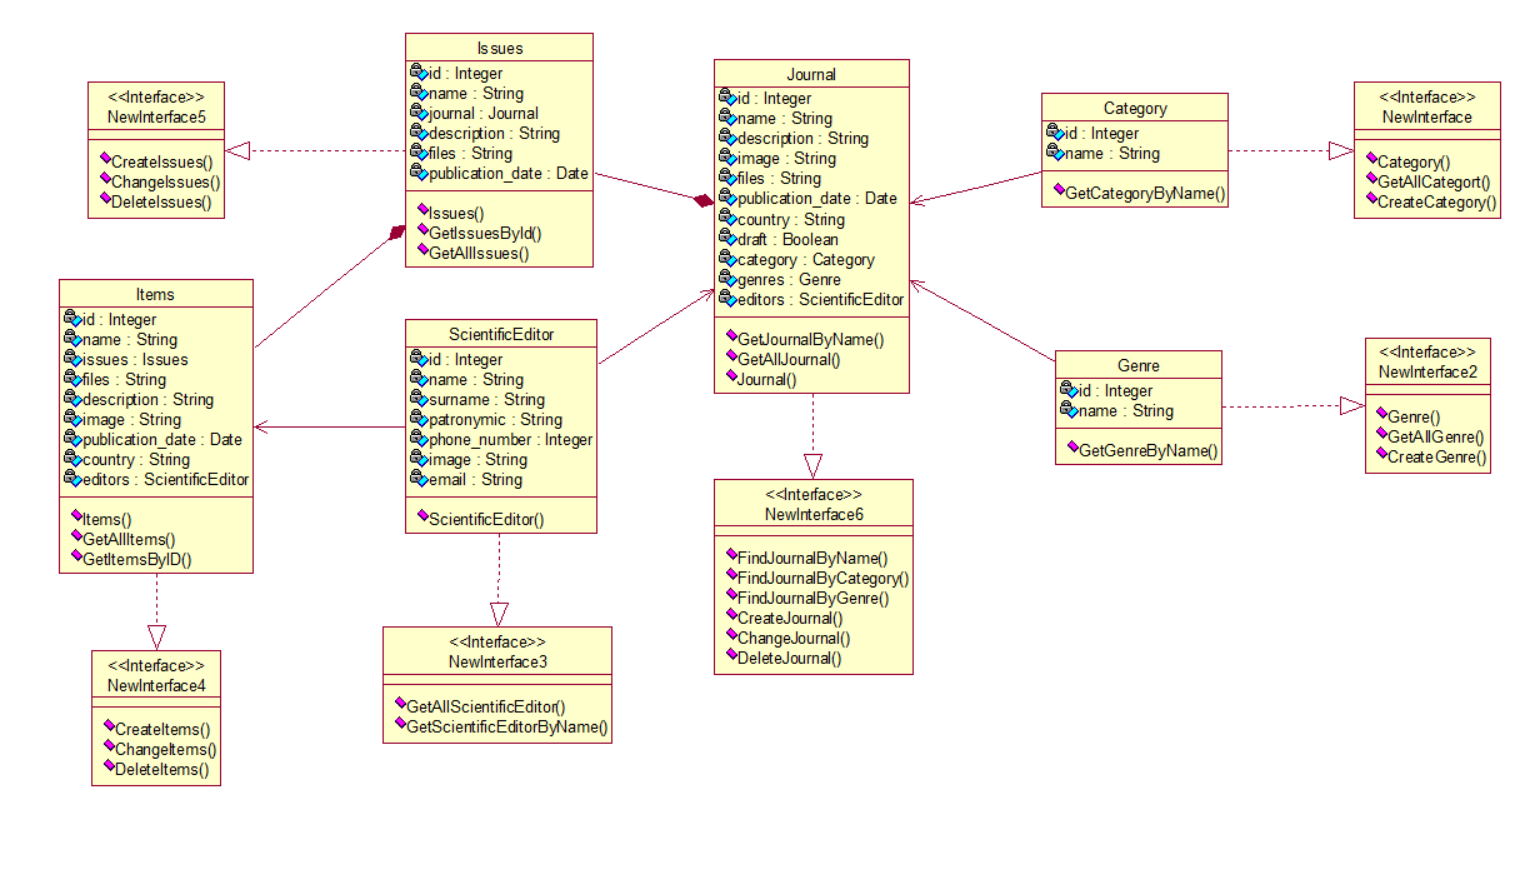 Issues
id : Integer
name : String
journal : Journal
description : String
files : String
publication_date : Date
Issues()
GetIssuesById()
GetAllIssues()
<<Interface>>
NewInterface5
CreateIssues()
ChangeIssues()
DeleteIssues()
Journal
id : Integer
name : String
description : String
image : String
files : String
publication_date : Date
country : String
draft : Boolean
category : Category
genres : Genre
editors : ScientificEditor
GetJournalByName()
GetAllJournal()
Journal()
Category
id : Integer
name : String
GetCategoryByName()
<<Interface>>
NewInterface
Category()
GetAllCategort()
CreateCategory()
Items
id : Integer
name : String
issues : Issues
files : String
description : String
image : String
publication_date : Date
country : String
editors : ScientificEditor
Items()
GetAllItems()
GetItemsByID()
ScientificEditor
id : Integer
name : String
surname : String
patronymic : String
phone_number : Integer
image : String
email : String
ScientificEditor()
Genre
id : Integer
name : String
GetGenreByName()
<<Interface>>
NewInterface2
Genre()
GetAllGenre()
CreateGenre()
<<Interface>>
NewInterface6
FindJournalByName()
FindJournalByCategory()
FindJournalByGenre()
CreateJournal()
ChangeJournal()
DeleteJournal()
<<Interface>>
NewInterface3
GetAllScientificEditor()
GetScientificEditorByName()
<<Interface>>
NewInterface4
CreateItems()
ChangeItems()
DeleteItems()